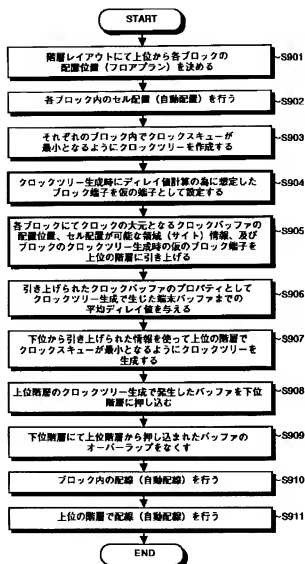 START
階層レイアウトにて上位から各ブロックの
配置位置（フロアプラン）を決める
S901
各ブロック内のセル配置（自動配置）を行う
S902
それぞれのブロック内でクロックスキューが
最小となるようにクロックツリーを作成する
S903
クロックツリー生成時にディレイ値計算の為に想定した
ブロック端子を仮の端子として設定する
S904
各ブロックにてクロックの大元となるクロックバッファの
配置位置、セル配置が可能な領域（サイト）情報、及び
ブロックのクロックツリー生成時の仮のブロック端子を
上位の階層に引き上げる
S905
引き上げられたクロックバッファのプロパティとして
クロックツリー生成で生じた端末バッファまでの
平均ディレイ値を与える
S906
下位から引き上げられた情報を使って上位の階層で
クロックスキューが最小となるようにクロックツリーを
生成する
S907
上位階層のクロックツリー生成で発生したバッファを下位
階層に押し込む
S908
下位階層にて上位階層から押し込まれたバッファの
オーバーラップをなくす
S909
ブロック内の配線（自動配線）を行う
S910
上位の階層で配線（自動配線）を行う
S911
END